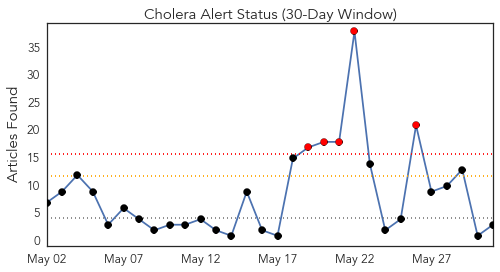 Cholera Alert Status (30-Day Window)
Articles Found
35
30
25
20
15
10
5
0
May 02 May 07 May 12 May 17 May 22 May 27